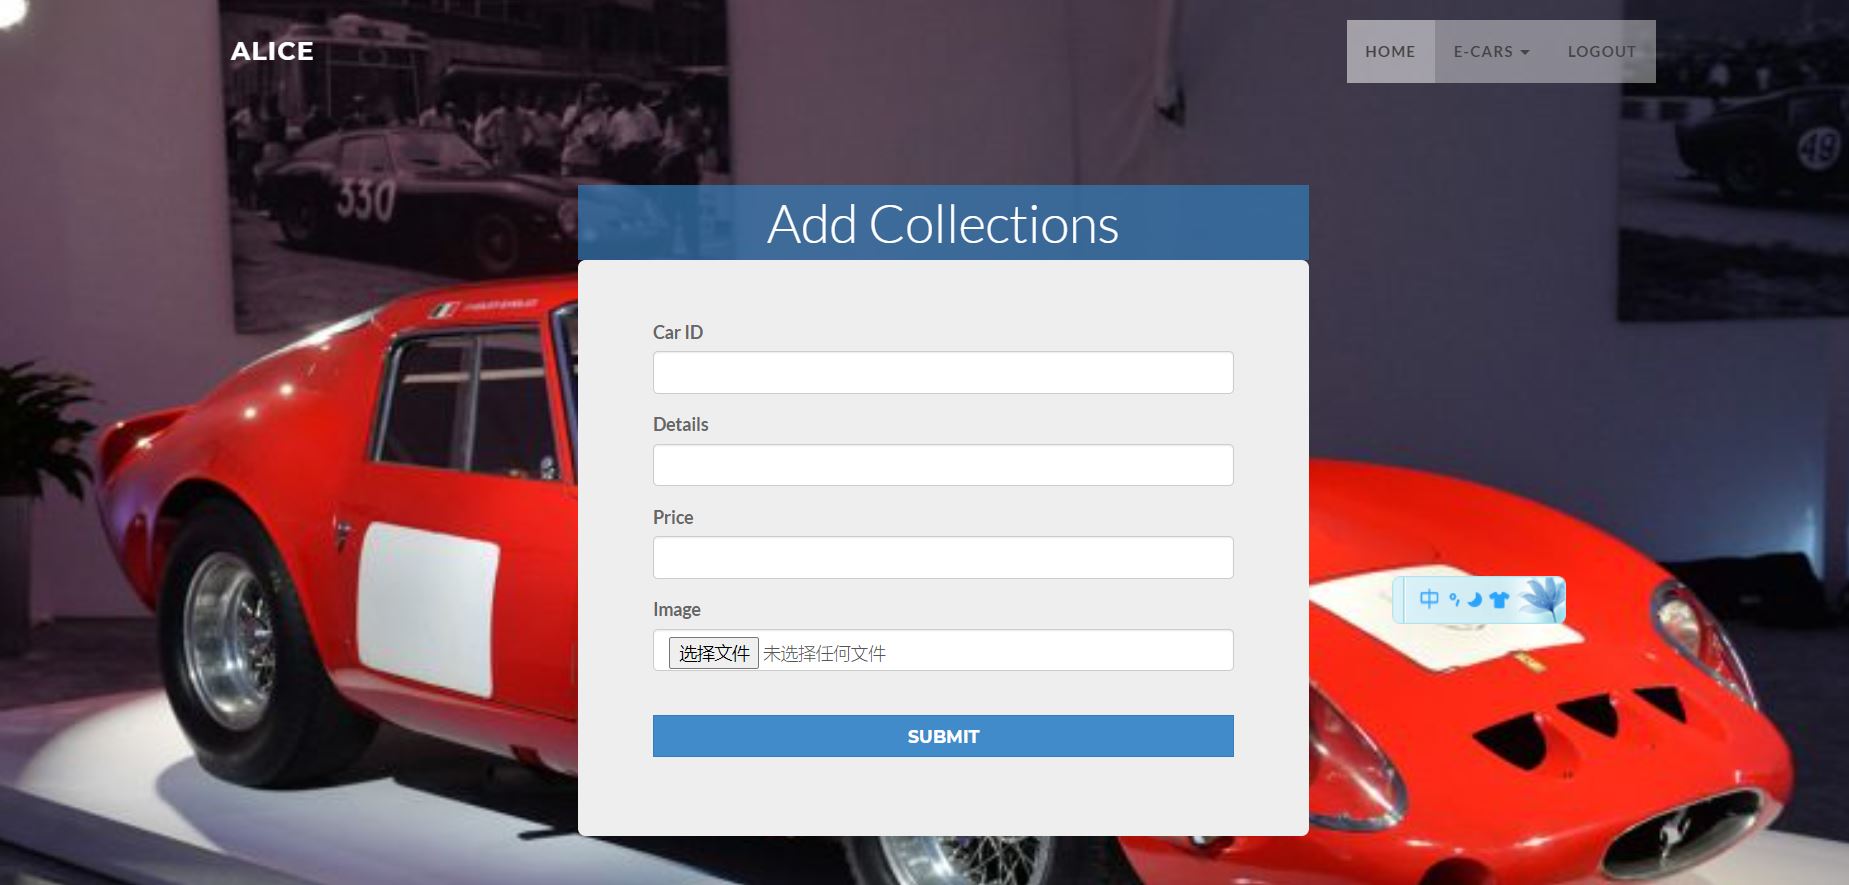 ALICE
HOME E-CARS LOGOUT
330
49
Add Collections
Car ID
Details
Price
Image
选择文件 未选择任何文件
中
SUBMIT